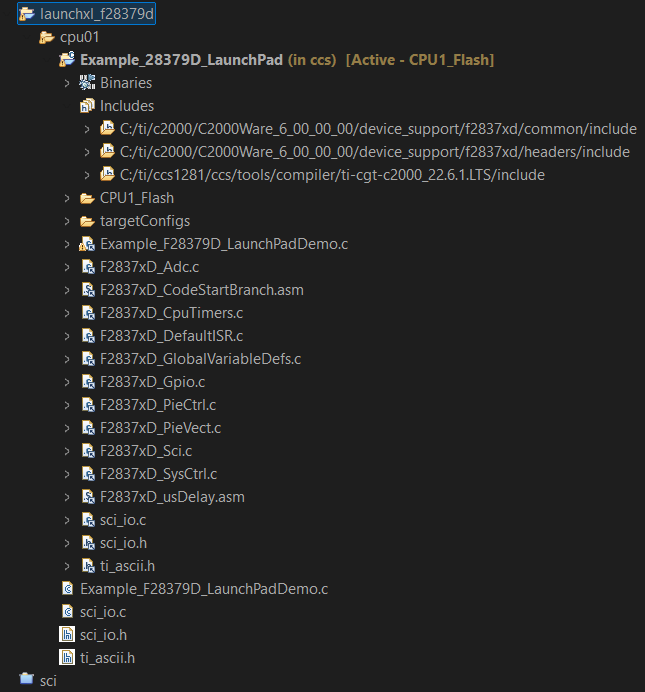 launchxl_f28379d
cpu01
Example_28379D_LaunchPad (in ccs) [Active - CPU1_Flash]
Binaries
Includes
C:/ti/c2000/C2000Ware_6_00_00_00/device_support/f2837xd/common/include
C:/ti/c2000/C2000Ware_6_00_00_00/device_support/f2837xd/headers/include
C:/ti/ccs1281/ccs/tools/compiler/ti-cgt-c2000_22.6.1.LTS/include
CPU1_Flash
targetConfigs
Example_F28379D_LaunchPadDemo.c
F2837xD_Adc.c
F2837xD_CodeStartBranch.asm
F2837xD_CpuTimers.c
F2837xD_DefaultISR.c
F2837xD_GlobalVariableDefs.c
F2837xD_Gpio.c
F2837xD_PieCtrl.c
F2837xD_PieVect.c
F2837xD_Sci.c
F2837xD_SysCtrl.c
F2837xD_usDelay.asm
sci_io.c
sci_io.h
ti_ascii.h
Example_F28379D_LaunchPadDemo.c
sci_io.c
sci_io.h
ti_ascii.h
sci